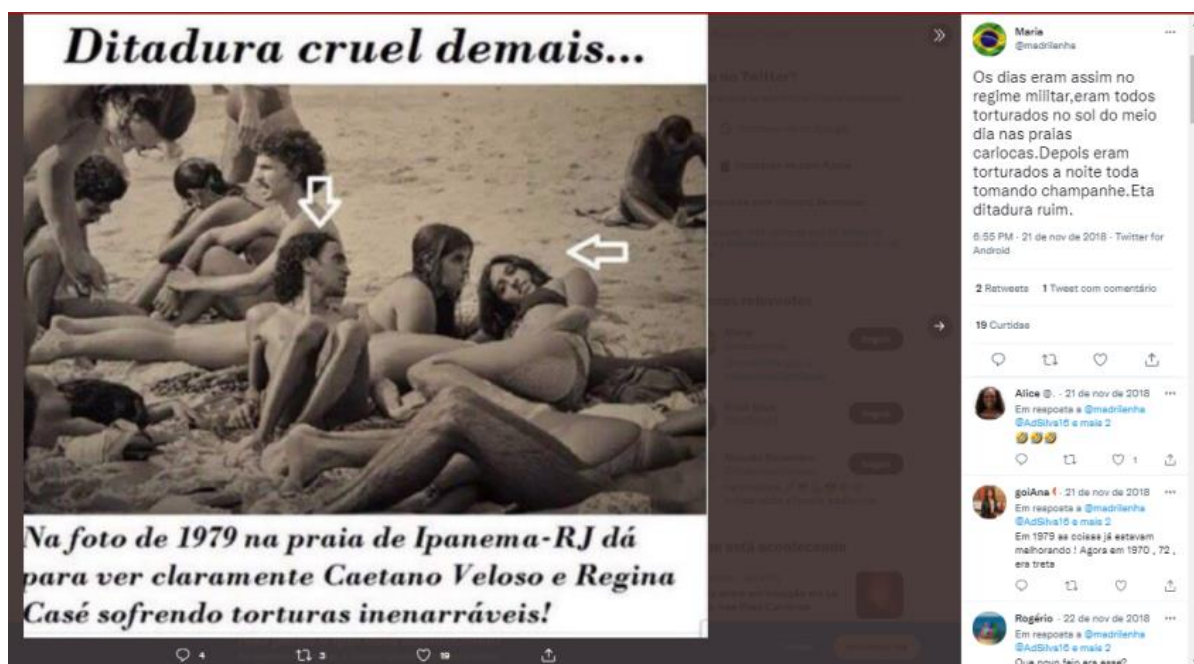 Ditadura cruel demais...
Na foto de 1979 na praia de Ipanema-RJ dá
para ver claramente Caetano Veloso e Regina
Casé sofrendo torturas inenarráveis!
4
3
19
Maria
@madrilenha
Os dias eram assim no
regime militar,eram todos
torturados no sol do meio
dia nas praias
cariocas.Depois eram
torturados a noite toda
tomando champanhe.Eta
ditadura ruim.
6:55 PM · 21 de nov de 2018 · Twitter for
Android
2 Retweets 1 Tweet com comentário
19 Curtidas
Alice @. · 21 de nov de 2018
Em resposta a @madrilenha
@AdSilva16 e mais 2
1
goiAna · 21 de nov de 2018
Em resposta a @madrilenha
@AdSilva16 e mais 2
Em 1979 as coisas já estavam
melhorando ! Agora em 1970 , 72 ,
era treta
Rogério · 22 de nov de 2018
Em resposta a @madrilenha
@AdSilva16 e mais 2
Que povo feio era esse?